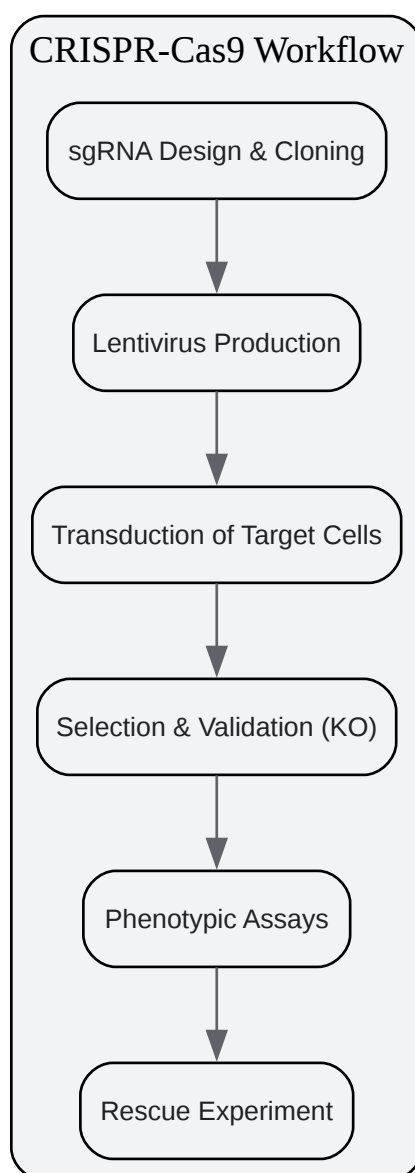 CRISPR-Cas9 Workflow
sgRNA Design & Cloning
Lentivirus Production
Transduction of Target Cells
Selection & Validation (KO)
Phenotypic Assays
Rescue Experiment